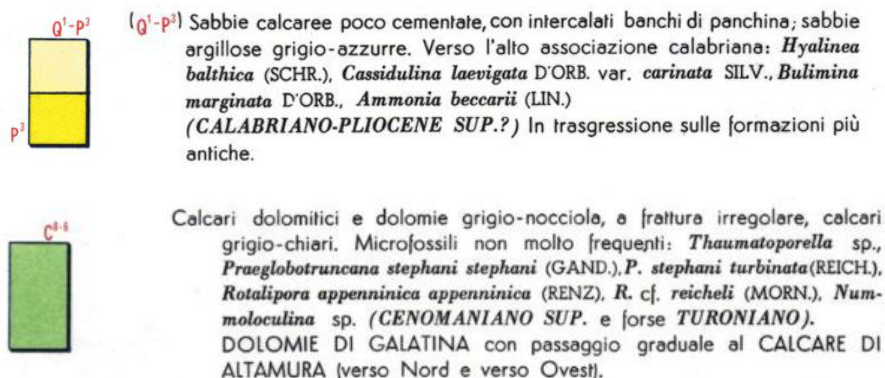 Q¹-P³
(Q¹-P³) Sabbie calcaree poco cementate, con intercalati banchi di panchina; sabbie
argillose grigio-azzurre. Verso l'alto associazione calabriana: Hyalinea
balthica (SCHR.), Cassidulina laevigata D'ORB. var. carinata SILV., Bulimina
marginata D'ORB., Ammonia beccarii (LIN.)
P³
(CALABRIANO-PLIOCENE SUP.?) In trasgressione sulle formazioni più
antiche.
C⁸⁻⁶
Calcari dolomitici e dolomie grigio-nocciola, a frattura irregolare, calcari
grigio-chiari. Microfossili non molto frequenti: Thaumatoporella sp.,
Praeglobotruncana stephani stephani (GAND.), P. stephani turbinata (REICH.),
Rotalipora appenninica appenninica (RENZ), R. cf. reicheli (MORN.), Num-
moloculina sp. (CENOMANIANO SUP. e forse TURONIANO).
DOLOMIE DI GALATINA con passaggio graduale al CALCARE DI
ALTAMURA (verso Nord e verso Ovest).